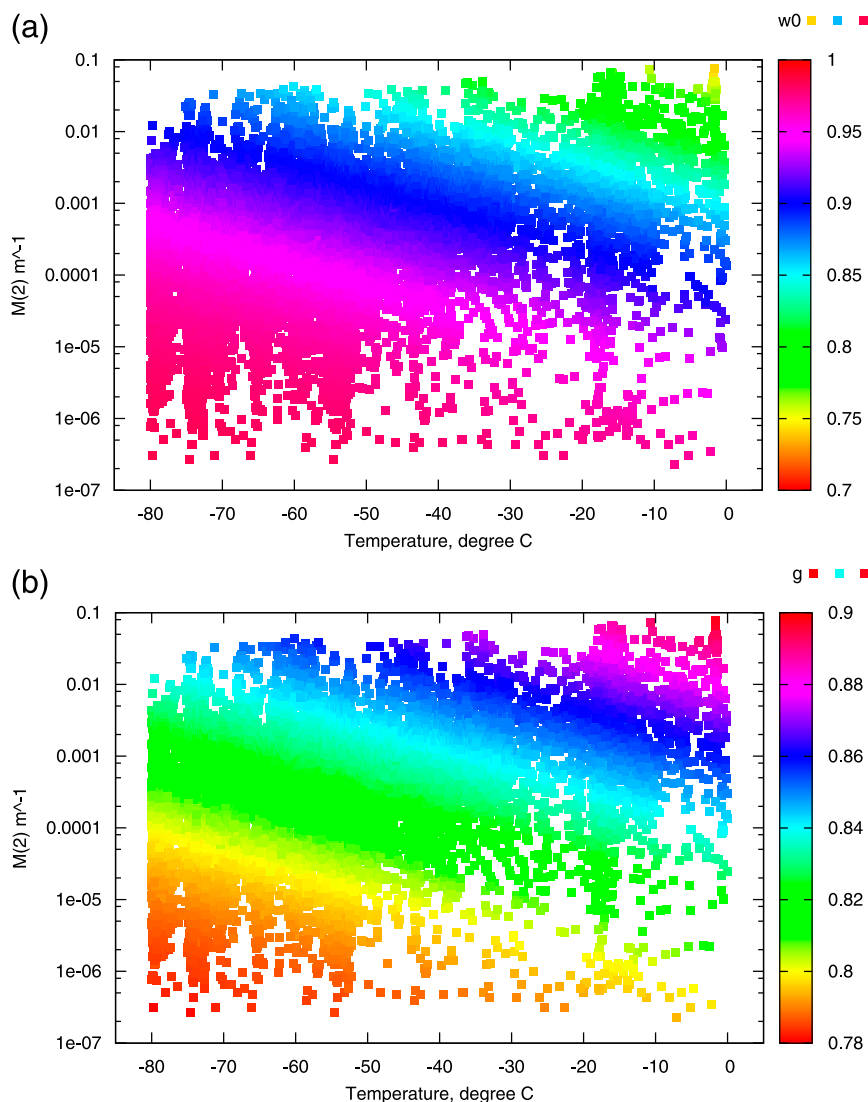 (a)
w0
0.1
0.01
0.001
0.0001
1e-05
1e-06
1e-07
M(2) m^-1
-80 -70 -60 -50 -40 -30 -20 -10 0
Temperature, degree C
1
0.95
0.9
0.85
0.8
0.75
0.7
(b)
g
0.1
0.01
0.001
0.0001
1e-05
1e-06
1e-07
M(2) m^-1
-80 -70 -60 -50 -40 -30 -20 -10 0
Temperature, degree C
0.9
0.88
0.86
0.84
0.82
0.8
0.78